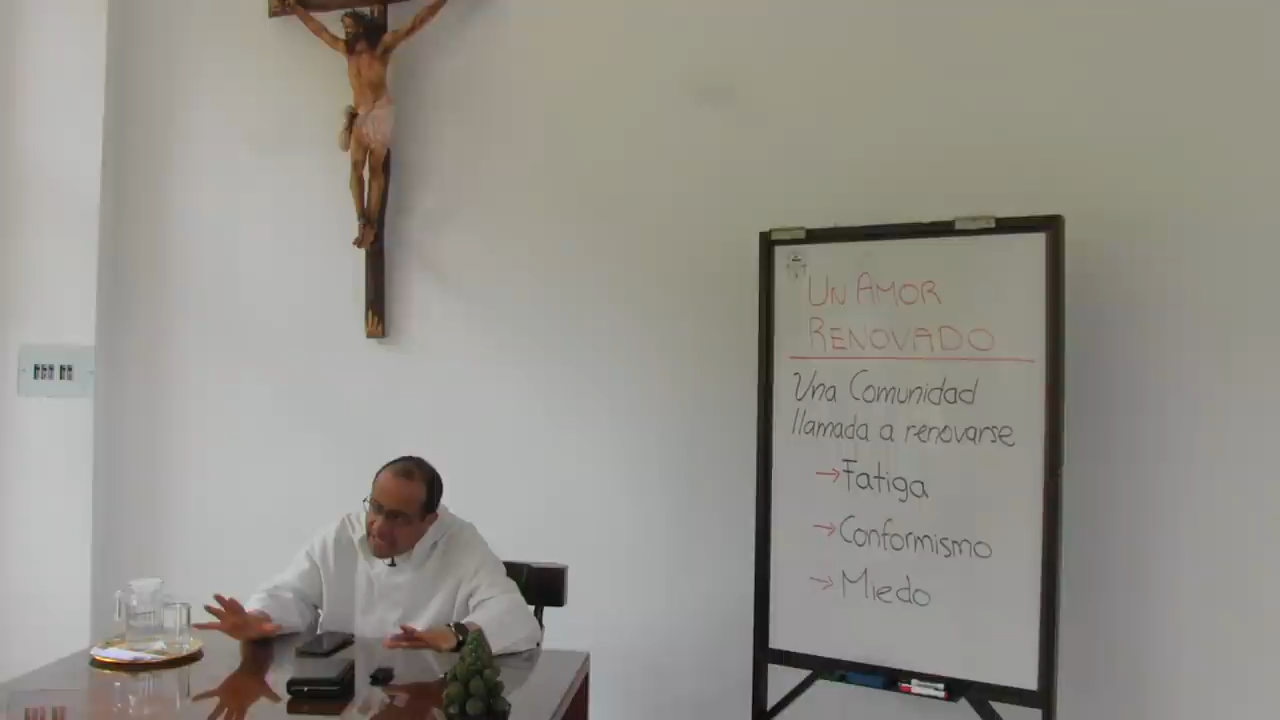 UN AMOR
RENOVADO
Una Comunidad
llamada a renovarse
→Fatiga
→Conformismo
→Miedo